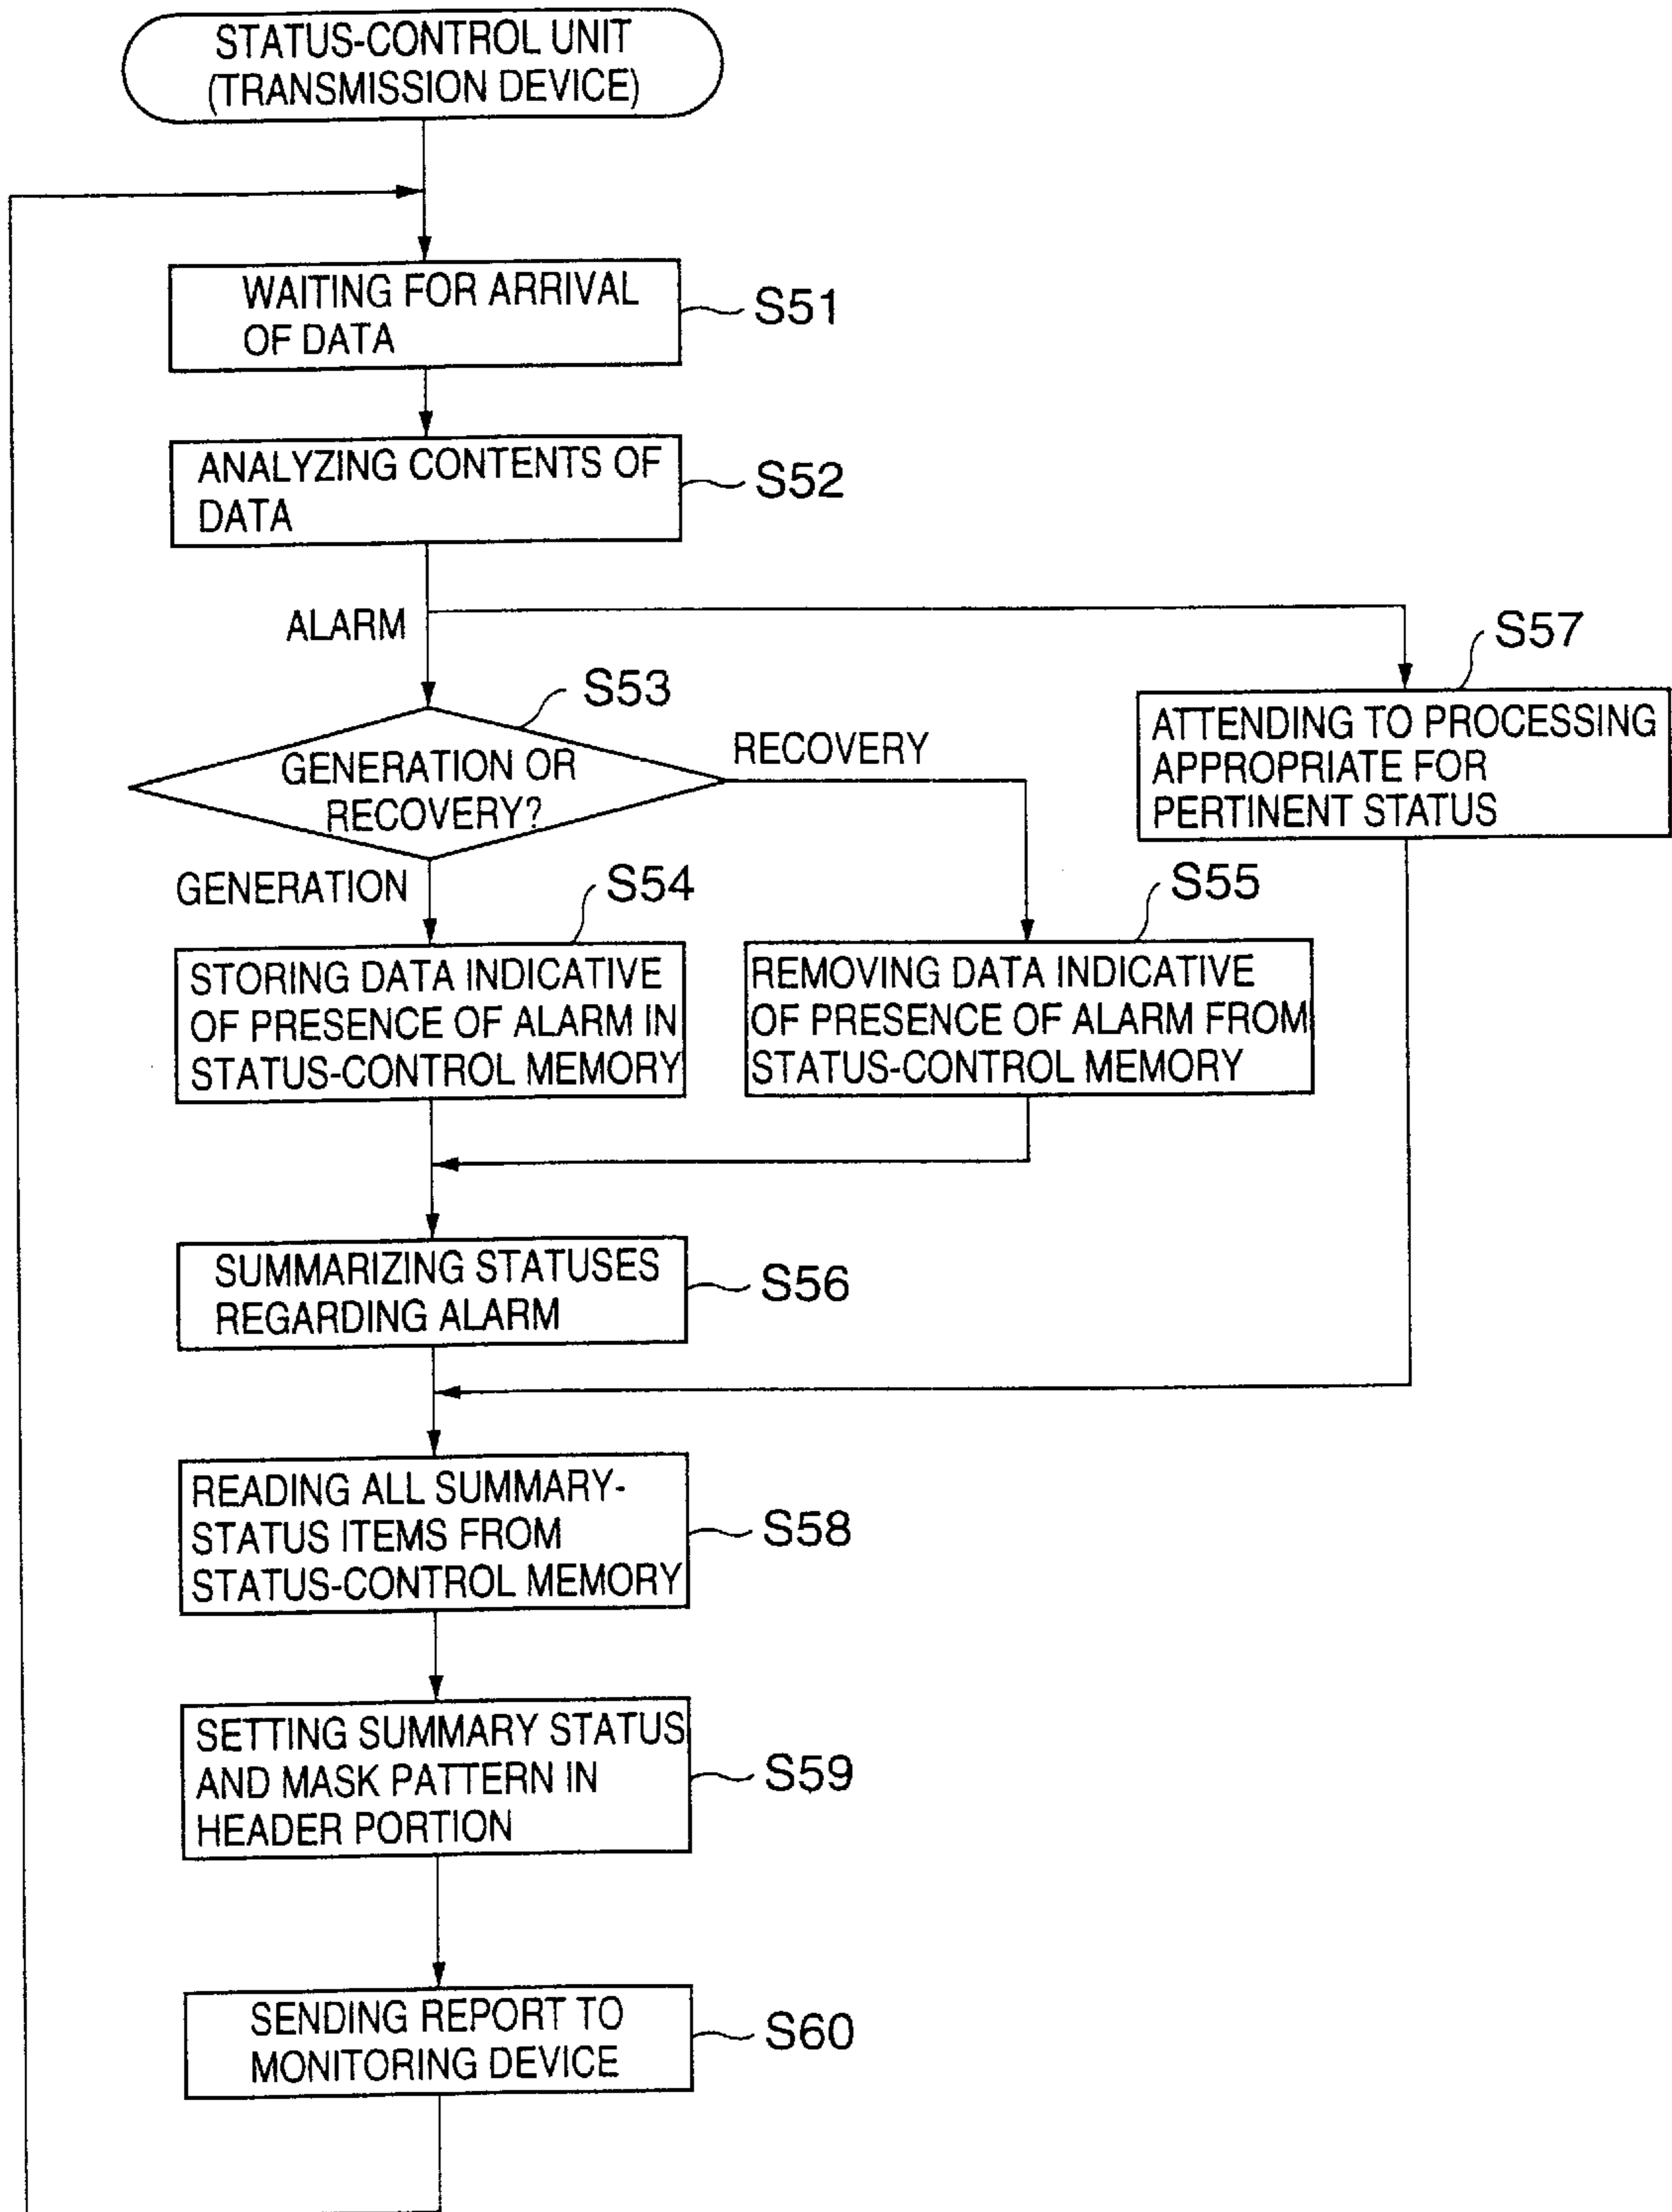 STATUS-CONTROL UNIT
(TRANSMISSION DEVICE)
WAITING FOR ARRIVAL
OF DATA
S51
ANALYZING CONTENTS OF
DATA
S52
ALARM
S53
GENERATION OR
RECOVERY?
RECOVERY
S57
ATTENDING TO PROCESSING
APPROPRIATE FOR
PERTINENT STATUS
GENERATION
S54
STORING DATA INDICATIVE
OF PRESENCE OF ALARM IN
STATUS-CONTROL MEMORY
S55
REMOVING DATA INDICATIVE
OF PRESENCE OF ALARM FROM
STATUS-CONTROL MEMORY
SUMMARIZING STATUSES
REGARDING ALARM
S56
READING ALL SUMMARY-
STATUS ITEMS FROM
STATUS-CONTROL MEMORY
S58
SETTING SUMMARY STATUS
AND MASK PATTERN IN
HEADER PORTION
S59
SENDING REPORT TO
MONITORING DEVICE
S60